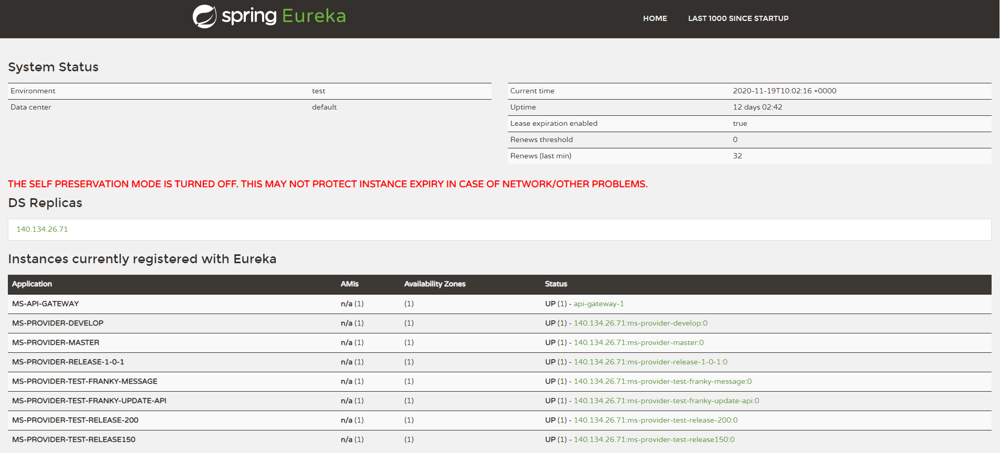 spring Eureka
HOME LAST 1000 SINCE STARTUP
System Status
Environment test
Data center default
Current time 2020-11-19T10:02:16 +0000
Uptime 12 days 02:42
Lease expiration enabled true
Renews threshold 0
Renews (last min) 32
THE SELF PRESERVATION MODE IS TURNED OFF. THIS MAY NOT PROTECT INSTANCE EXPIRY IN CASE OF NETWORK/OTHER PROBLEMS.
DS Replicas
140.134.26.71
Instances currently registered with Eureka
Application AMIs Availability Zones Status
MS-API-GATEWAY n/a (1) (1) UP (1) - api-gateway-1
MS-PROVIDER-DEVELOP n/a (1) (1) UP (1) - 140.134.26.71:ms-provider-develop:0
MS-PROVIDER-MASTER n/a (1) (1) UP (1) - 140.134.26.71:ms-provider-master:0
MS-PROVIDER-RELEASE-1-0-1 n/a (1) (1) UP (1) - 140.134.26.71:ms-provider-release-1-0-1:0
MS-PROVIDER-TEST-FRANKY-MESSAGE n/a (1) (1) UP (1) - 140.134.26.71:ms-provider-test-franky-message:0
MS-PROVIDER-TEST-FRANKY-UPDATE-API n/a (1) (1) UP (1) - 140.134.26.71:ms-provider-test-franky-update-api:0
MS-PROVIDER-TEST-RELEASE-200 n/a (1) (1) UP (1) - 140.134.26.71:ms-provider-test-release-200:0
MS-PROVIDER-TEST-RELEASE150 n/a (1) (1) UP (1) - 140.134.26.71:ms-provider-test-release150:0